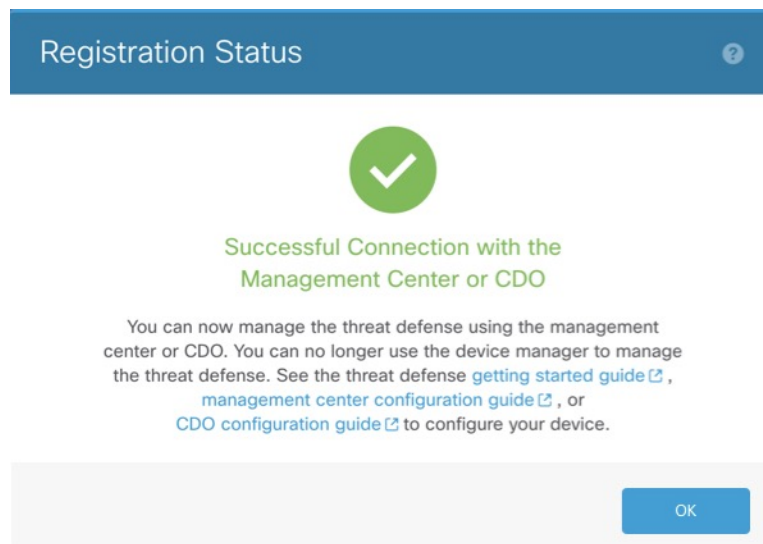 Registration Status
Successful Connection with the
Management Center or CDO
You can now manage the threat defense using the management
center or CDO. You can no longer use the device manager to manage
the threat defense. See the threat defense getting started guide ,
management center configuration guide , or
CDO configuration guide to configure your device.
OK